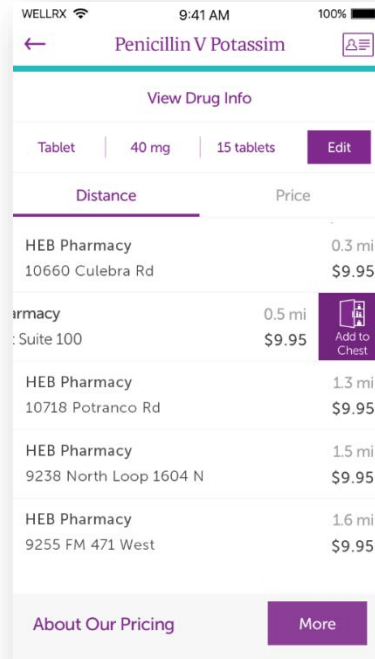 WELLRX 9:41 AM 100%
Penicillin V Potassim
View Drug Info
Tablet 40 mg 15 tablets Edit
Distance Price
HEB Pharmacy 0.3 mi
10660 Culebra Rd $9.95
armacy 0.5 mi
: Suite 100 $9.95
Add to
Chest
HEB Pharmacy 1.3 mi
10718 Potranco Rd $9.95
HEB Pharmacy 1.5 mi
9238 North Loop 1604 N $9.95
HEB Pharmacy 1.6 mi
9255 FM 471 West $9.95
About Our Pricing More